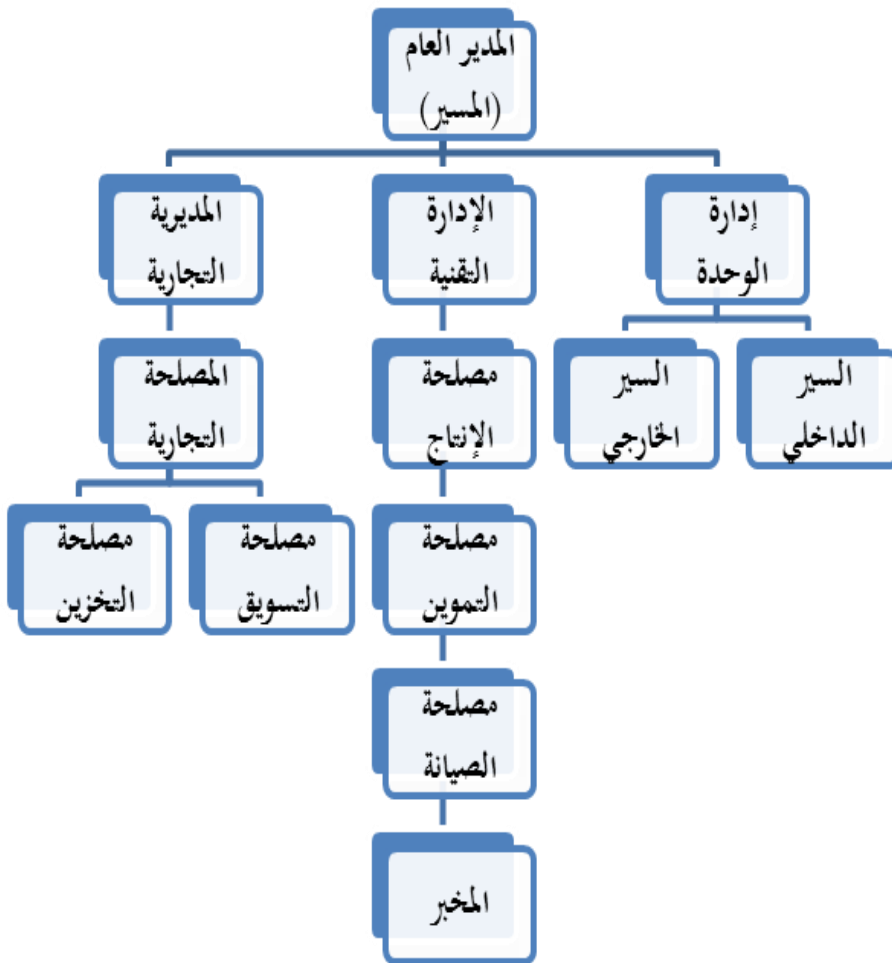 المدير العام
(المسير)
إدارة
الوحدة
الإدارة
التقنية
المديرية
التجارية
السير
الداخلي
السير
الخارجي
مصلحة
الإنتاج
المصلحة
التجارية
مصلحة
التموين
مصلحة
التسويق
مصلحة
التخزين
مصلحة
الصيانة
المخبر